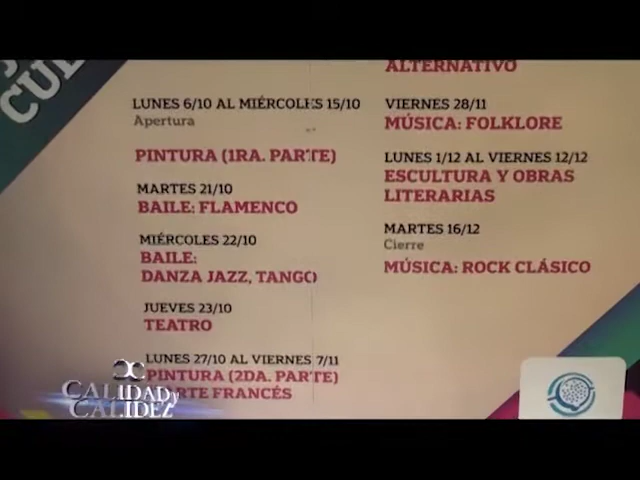 LUNES 6/10 AL MIÉRCOLES 15/10
Apertura
PINTURA (1RA. PARTE)
MARTES 21/10
BAILE: FLAMENCO
MIÉRCOLES 22/10
BAILE:
DANZA JAZZ, TANGO
JUEVES 23/10
TEATRO
LUNES 27/10 AL VIERNES 7/11
PINTURA (2DA. PARTE)
ARTE FRANCÉS
ALTERNATIVO
VIERNES 28/11
MÚSICA: FOLKLORE
LUNES 1/12 AL VIERNES 12/12
ESCULTURA Y OBRAS
LITERARIAS
MARTES 16/12
Cierre
MÚSICA: ROCK CLÁSICO
CALIDAD y
CALIDEZ